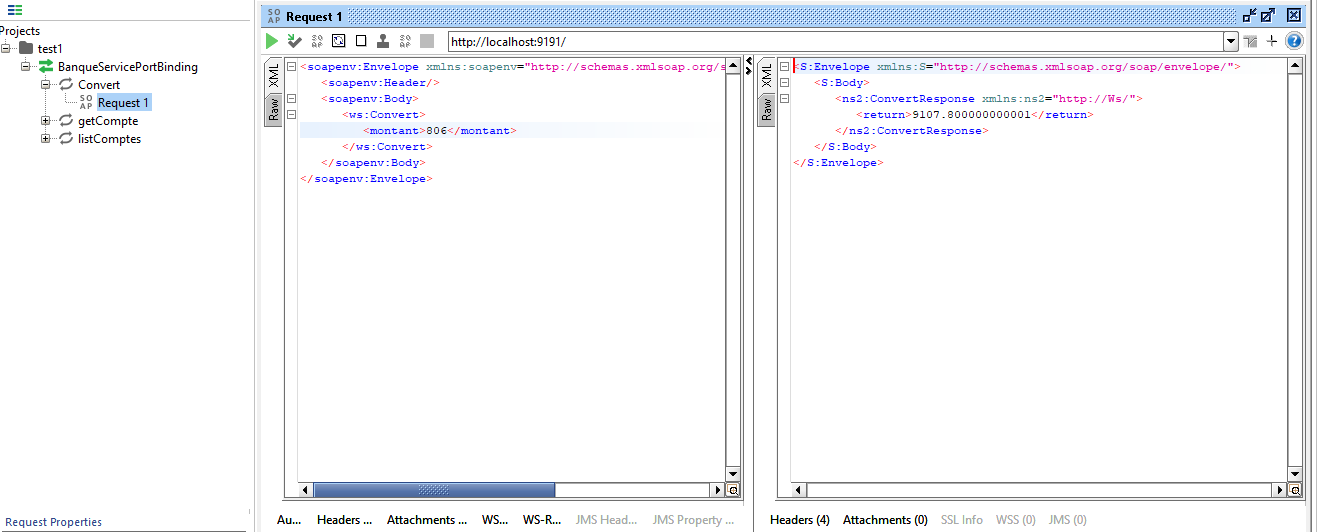 Projects
test1
BanqueServicePortBinding
Convert
SO
AP
Request 1
getCompte
listComptes
Request Properties
SO
AP
Request 1
SO
AP
SO
AP
http://localhost:9191/
XML
Raw
<soapenv:Envelope xmlns:soapenv="http://schemas.xmlsoap.org/s
<soapenv:Header/>
<soapenv:Body>
<ws:Convert>
<montant>806</montant>
</ws:Convert>
</soapenv:Body>
</soapenv:Envelope>
Au...
Headers ...
Attachments ...
WS...
WS-R...
JMS Head...
JMS Property ...
XML
Raw
<S:Envelope xmlns:S="http://schemas.xmlsoap.org/soap/envelope/">
<S:Body>
<ns2:ConvertResponse xmlns:ns2="http://Ws/">
<return>9107.800000000001</return>
</ns2:ConvertResponse>
</S:Body>
</S:Envelope>
Headers (4)
Attachments (0)
SSL Info
WSS (0)
JMS (0)